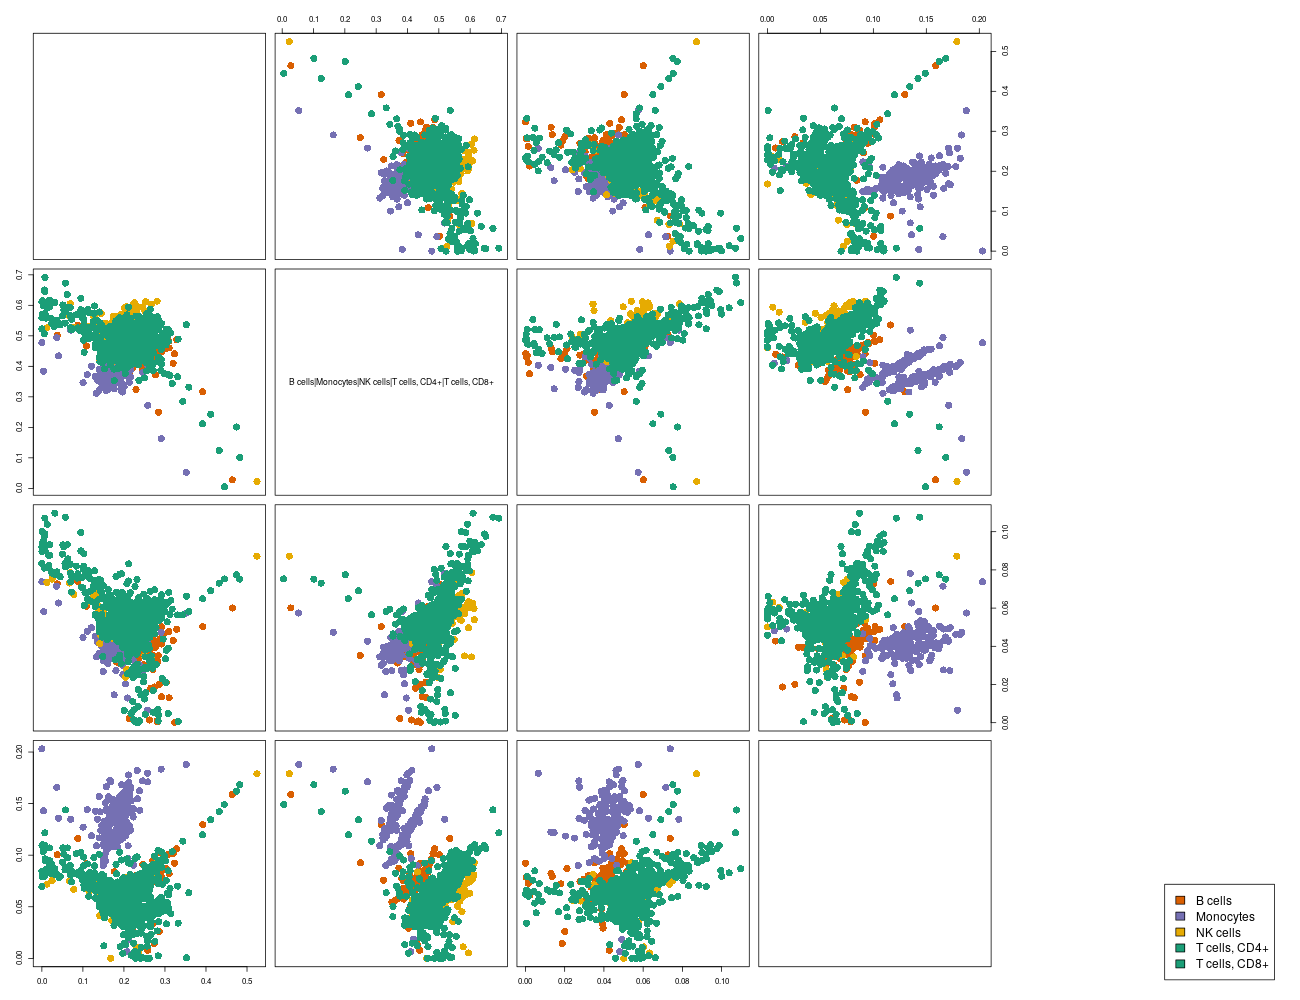 0.0 0.1 0.2 0.3 0.4 0.5 0.6 0.7
0.00 0.05 0.10 0.15 0.20
0.0 0.1 0.2 0.3 0.4 0.5
0.0 0.1 0.2 0.3 0.4 0.5 0.6 0.7
B cells|Monocytes|NK cells|T cells, CD4+|T cells, CD8+
0.00 0.02 0.04 0.06 0.08 0.10
0.00 0.05 0.10 0.15 0.20
0.0 0.1 0.2 0.3 0.4 0.5
0.00 0.02 0.04 0.06 0.08 0.10
B cells
Monocytes
NK cells
T cells, CD4+
T cells, CD8+